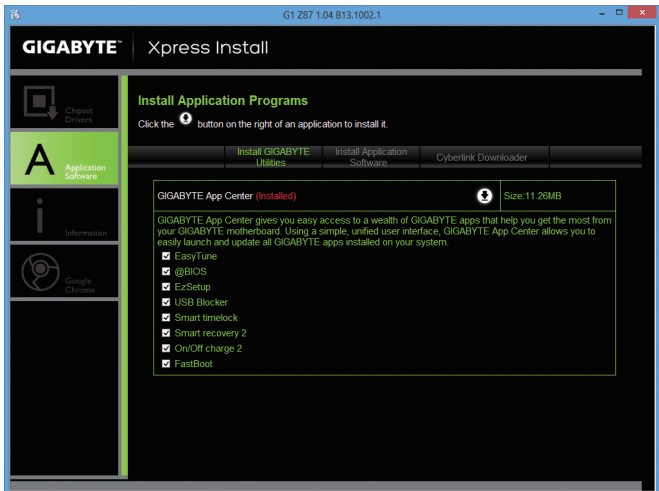 G1 Z87 1.04 B13.1002.1
GIGABYTE™
Xpress Install
Chipset
Drivers
Application
Software
Information
Google
Chrome
Install Application Programs
Click the button on the right of an application to install it.
Install GIGABYTE
Utilities
Install Application
Software
Cyberlink Downloader
GIGABYTE App Center (Installed)
Size:11.26MB
GIGABYTE App Center gives you easy access to a wealth of GIGABYTE apps that help you get the most from
your GIGABYTE motherboard. Using a simple, unified user interface, GIGABYTE App Center allows you to
easily launch and update all GIGABYTE apps installed on your system.
EasyTune
@BIOS
EzSetup
USB Blocker
Smart timelock
Smart recovery 2
On/Off charge 2
FastBoot